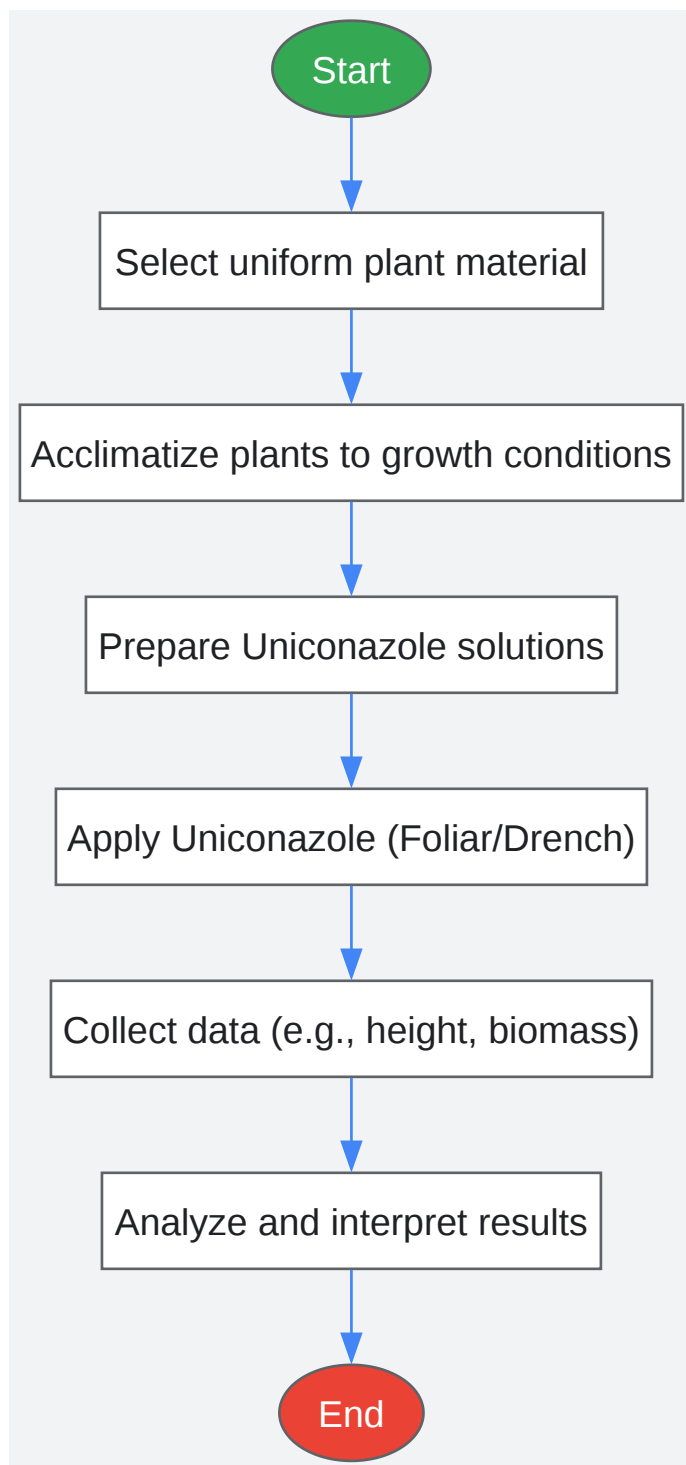 Start
Select uniform plant material
Acclimatize plants to growth conditions
Prepare Uniconazole solutions
Apply Uniconazole (Foliar/Drench)
Collect data (e.g., height, biomass)
Analyze and interpret results
End